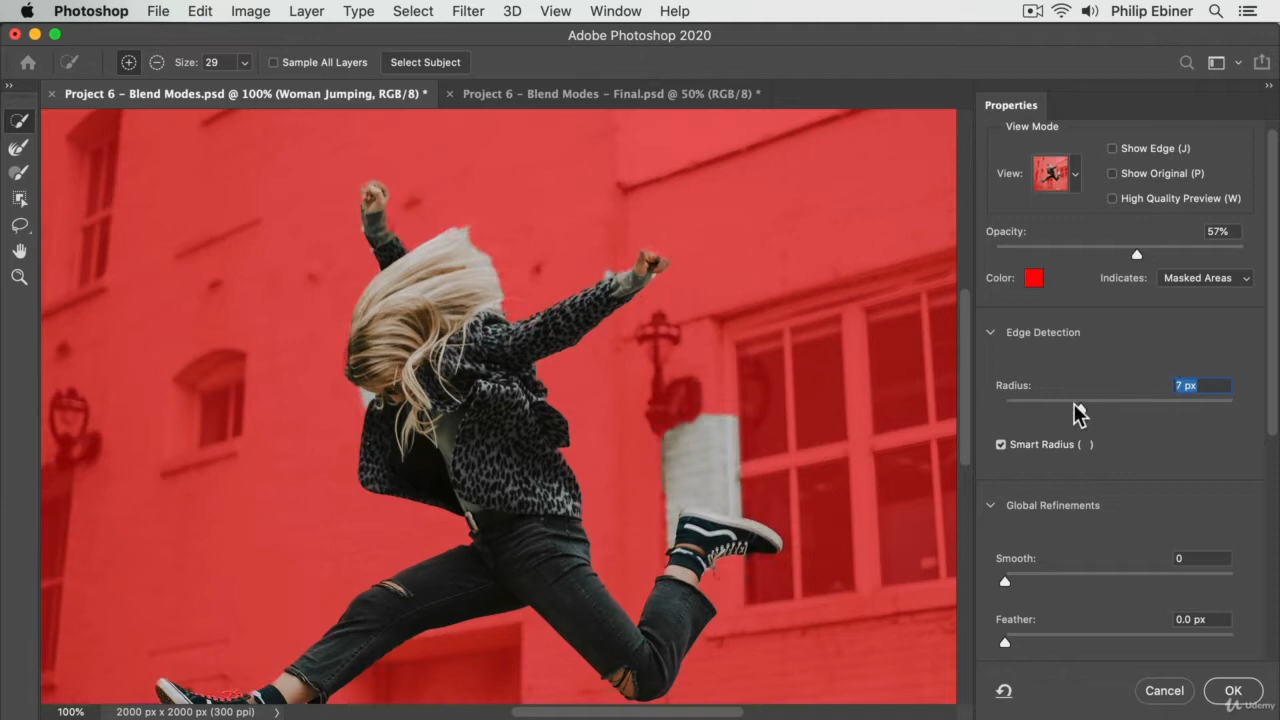 Photoshop File Edit Image Layer Type Select Filter 3D View Window Help Philip Ebiner
Adobe Photoshop 2020
Size: 29 Sample All Layers Select Subject
Project 6 – Blend Modes.psd @ 100% (Woman Jumping, RGB/8) * Project 6 – Blend Modes – Final.psd @ 50% (RGB/8) *
Properties
View Mode
Show Edge (J)
View:
Show Original (P)
High Quality Preview (W)
Opacity: 57%
Color: Indicates: Masked Areas
Edge Detection
Radius: 7 px
Smart Radius ( )
Global Refinements
Smooth: 0
Feather: 0.0 px
Cancel OK
100% 2000 px x 2000 px (300 ppi)
Udemy